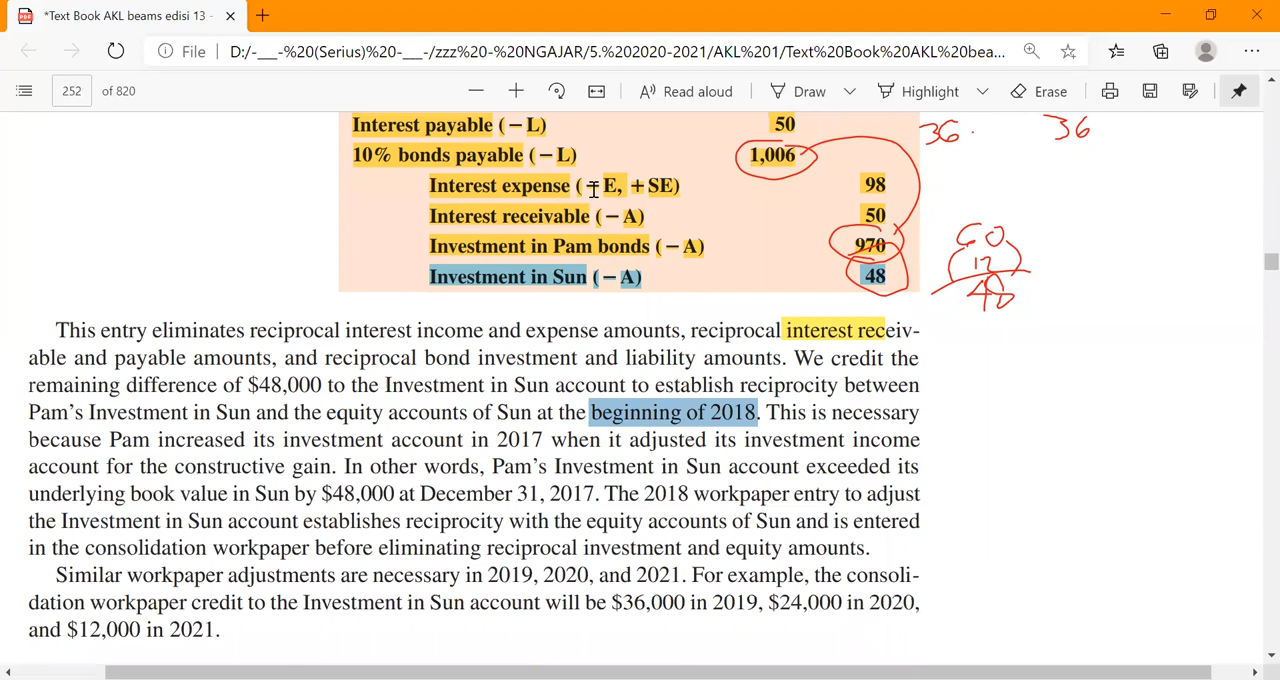 *Text Book AKL beams edisi 13 -
File
D:/-___-%20(Serius)%20-___-/zzz%20-%20NGAJAR/5.%202020-2021/AKL%201/Text%20Book%20AKL%20bea...
252 of 820
Read aloud
Draw
Highlight
Erase
Interest payable (−L) 50
10% bonds payable (−L) 1,006
Interest expense (−E, +SE) 98
Interest receivable (−A) 50
Investment in Pam bonds (−A) 970
Investment in Sun (−A) 48
36. 36
60
12
48
This entry eliminates reciprocal interest income and expense amounts, reciprocal interest receiv-
able and payable amounts, and reciprocal bond investment and liability amounts. We credit the
remaining difference of $48,000 to the Investment in Sun account to establish reciprocity between
Pam's Investment in Sun and the equity accounts of Sun at the beginning of 2018. This is necessary
because Pam increased its investment account in 2017 when it adjusted its investment income
account for the constructive gain. In other words, Pam's Investment in Sun account exceeded its
underlying book value in Sun by $48,000 at December 31, 2017. The 2018 workpaper entry to adjust
the Investment in Sun account establishes reciprocity with the equity accounts of Sun and is entered
in the consolidation workpaper before eliminating reciprocal investment and equity amounts.
Similar workpaper adjustments are necessary in 2019, 2020, and 2021. For example, the consoli-
dation workpaper credit to the Investment in Sun account will be $36,000 in 2019, $24,000 in 2020,
and $12,000 in 2021.